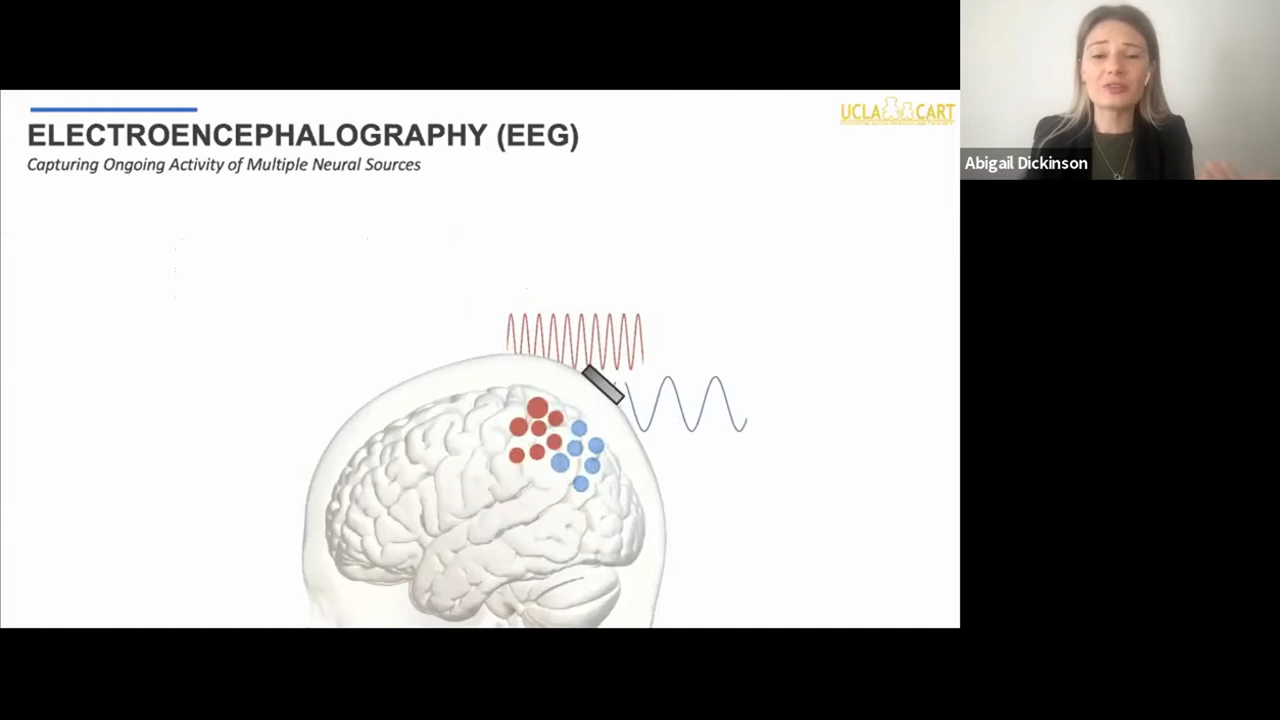 ELECTROENCEPHALOGRAPHY (EEG)
Capturing Ongoing Activity of Multiple Neural Sources
UCLA CART
Abigail Dickinson